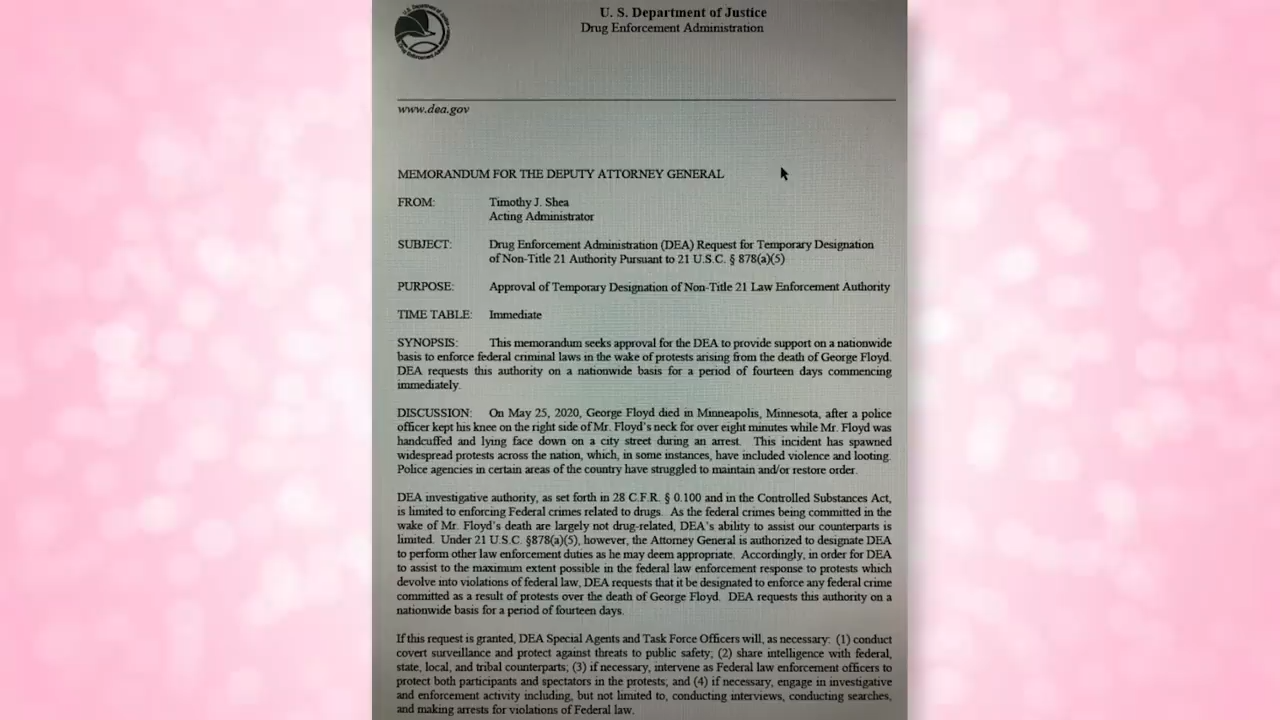 U. S. Department of Justice
Drug Enforcement Administration
www.dea.gov
MEMORANDUM FOR THE DEPUTY ATTORNEY GENERAL
FROM: Timothy J. Shea
Acting Administrator
SUBJECT: Drug Enforcement Administration (DEA) Request for Temporary Designation
of Non-Title 21 Authority Pursuant to 21 U.S.C. § 878(a)(5)
PURPOSE: Approval of Temporary Designation of Non-Title 21 Law Enforcement Authority
TIME TABLE: Immediate
SYNOPSIS: This memorandum seeks approval for the DEA to provide support on a nationwide
basis to enforce federal criminal laws in the wake of protests arising from the death of George Floyd.
DEA requests this authority on a nationwide basis for a period of fourteen days commencing
immediately.
DISCUSSION: On May 25, 2020, George Floyd died in Minneapolis, Minnesota, after a police
officer kept his knee on the right side of Mr. Floyd's neck for over eight minutes while Mr. Floyd was
handcuffed and lying face down on a city street during an arrest. This incident has spawned
widespread protests across the nation, which, in some instances, have included violence and looting.
Police agencies in certain areas of the country have struggled to maintain and/or restore order.
DEA investigative authority, as set forth in 28 C.F.R. § 0.100 and in the Controlled Substances Act,
is limited to enforcing Federal crimes related to drugs. As the federal crimes being committed in the
wake of Mr. Floyd's death are largely not drug-related, DEA's ability to assist our counterparts is
limited. Under 21 U.S.C. §878(a)(5), however, the Attorney General is authorized to designate DEA
to perform other law enforcement duties as he may deem appropriate. Accordingly, in order for DEA
to assist to the maximum extent possible in the federal law enforcement response to protests which
devolve into violations of federal law, DEA requests that it be designated to enforce any federal crime
committed as a result of protests over the death of George Floyd. DEA requests this authority on a
nationwide basis for a period of fourteen days.
If this request is granted, DEA Special Agents and Task Force Officers will, as necessary: (1) conduct
covert surveillance and protect against threats to public safety; (2) share intelligence with federal,
state, local, and tribal counterparts; (3) if necessary, intervene as Federal law enforcement officers to
protect both participants and spectators in the protests; and (4) if necessary, engage in investigative
and enforcement activity including, but not limited to, conducting interviews, conducting searches,
and making arrests for violations of Federal law.